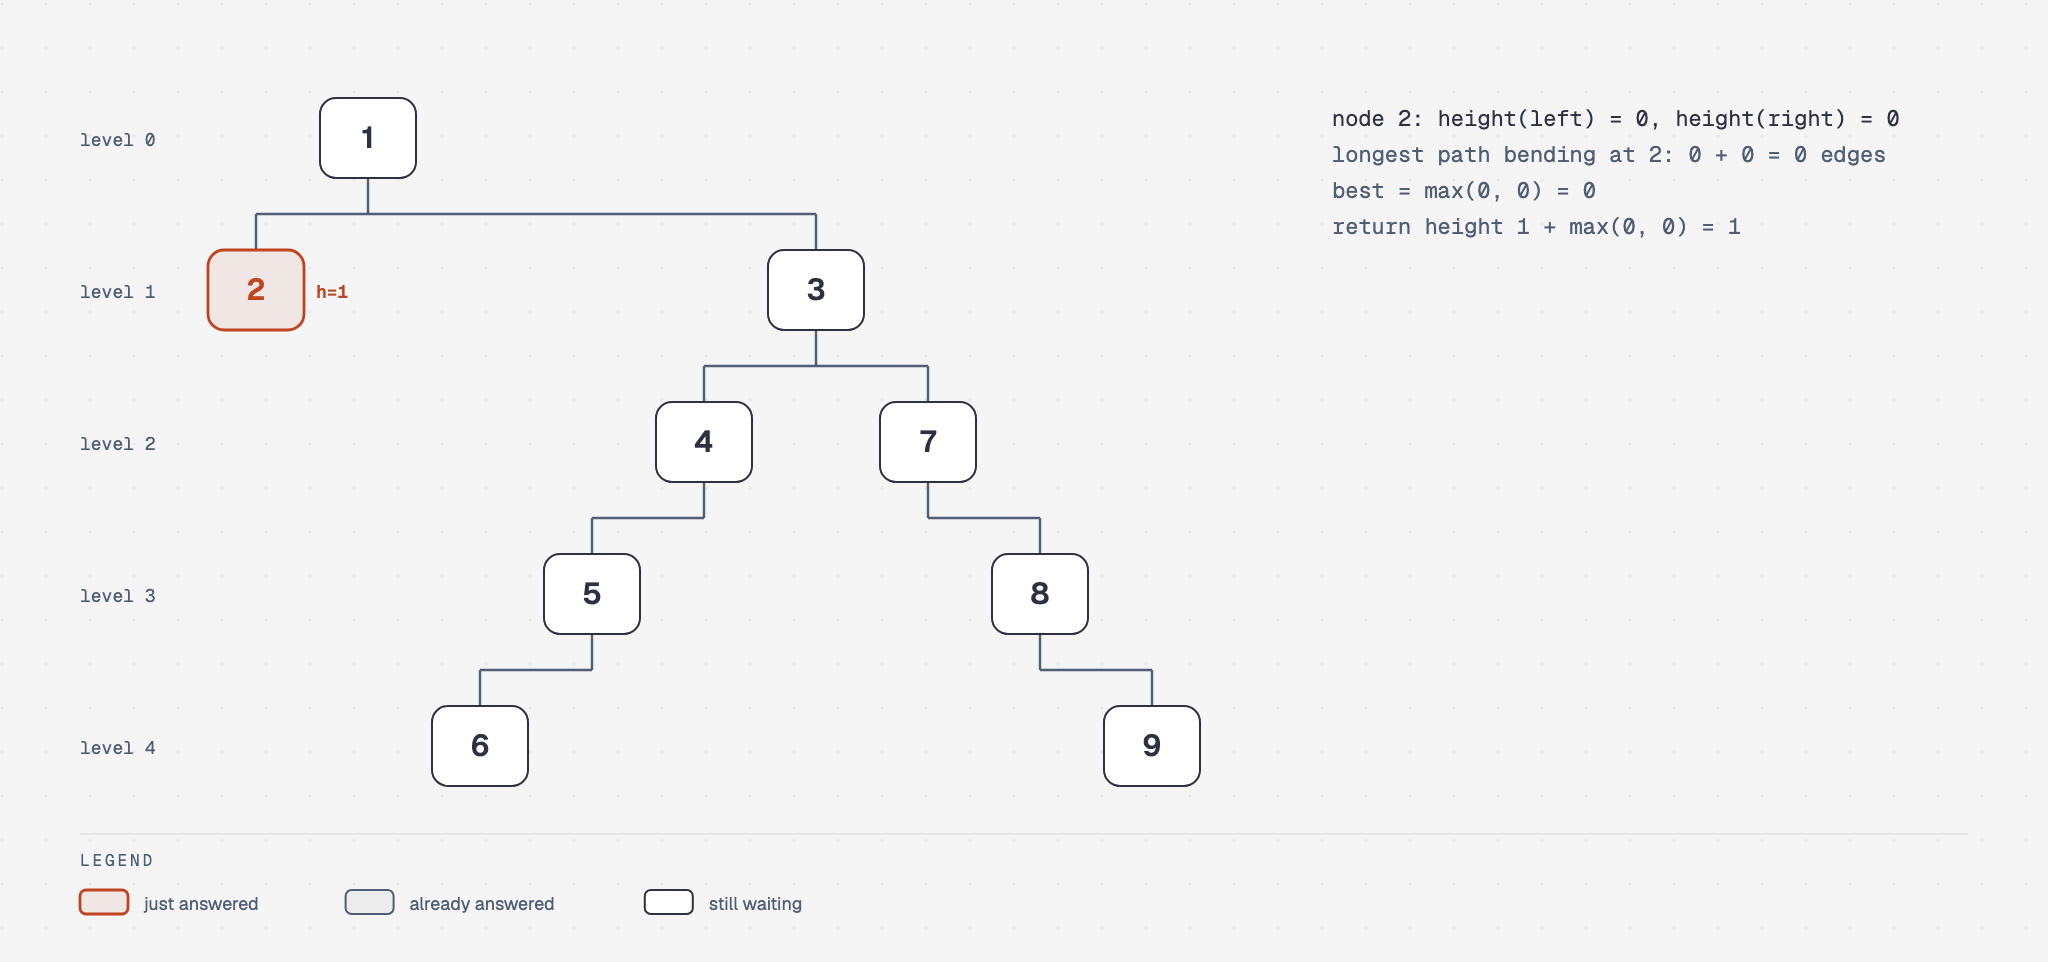 level 0
1
node 2: height(left) = 0, height(right) = 0
longest path bending at 2: 0 + 0 = 0 edges
best = max(0, 0) = 0
return height 1 + max(0, 0) = 1
level 1
2
h=1
3
level 2
4
7
level 3
5
8
level 4
6
9
LEGEND
just answered
already answered
still waiting